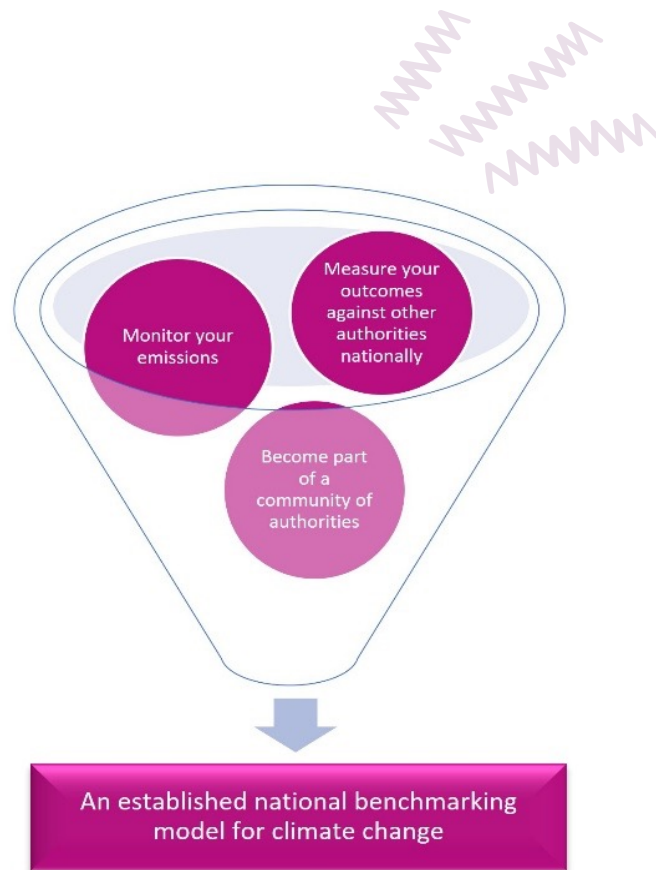 Measure your
outcomes
against other
authorities
nationally
Monitor your
emissions
Become part
of a
community of
authorities
An established national benchmarking
model for climate change